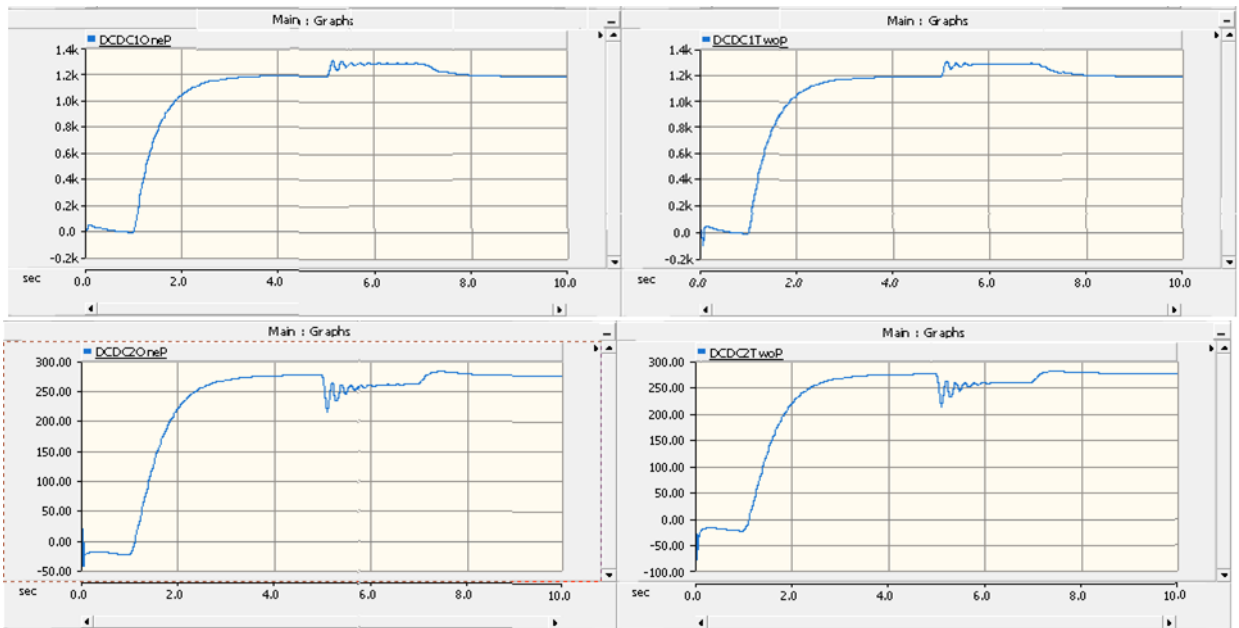 Main : Graphs
DCDC1OneP
1.4k
1.2k
1.0k
0.8k
0.6k
0.4k
0.2k
0.0
-0.2k
sec 0.0 2.0 4.0 6.0 8.0 10.0
Main : Graphs
DCDC1TwoP
1.4k
1.2k
1.0k
0.8k
0.6k
0.4k
0.2k
0.0
-0.2k
sec 0.0 2.0 4.0 6.0 8.0 10.0
Main : Graphs
DCDC2OneP
300.00
250.00
200.00
150.00
100.00
50.00
0.00
-50.00
sec 0.0 2.0 4.0 6.0 8.0 10.0
Main : Graphs
DCDC2TwoP
300.00
250.00
200.00
150.00
100.00
50.00
0.00
-50.00
-100.00
sec 0.0 2.0 4.0 6.0 8.0 10.0